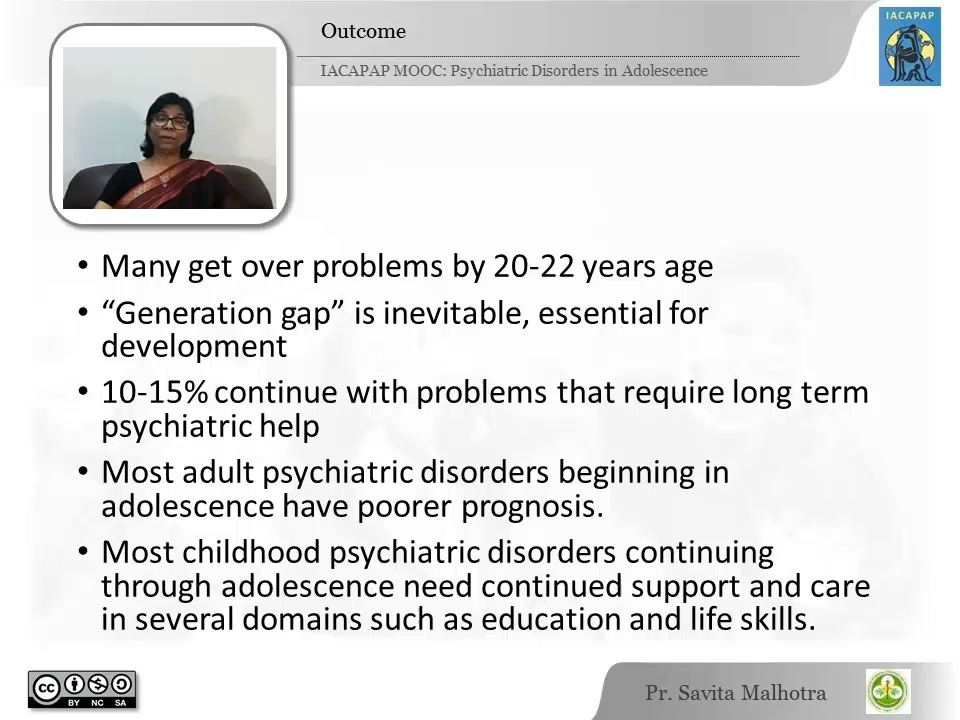 Outcome
IACAPAP MOOC: Psychiatric Disorders in Adolescence
IACAPAP
• Many get over problems by 20-22 years age
• “Generation gap” is inevitable, essential for
development
• 10-15% continue with problems that require long term
psychiatric help
• Most adult psychiatric disorders beginning in
adolescence have poorer prognosis.
• Most childhood psychiatric disorders continuing
through adolescence need continued support and care
in several domains such as education and life skills.
cc
BY NC SA
Pr. Savita Malhotra